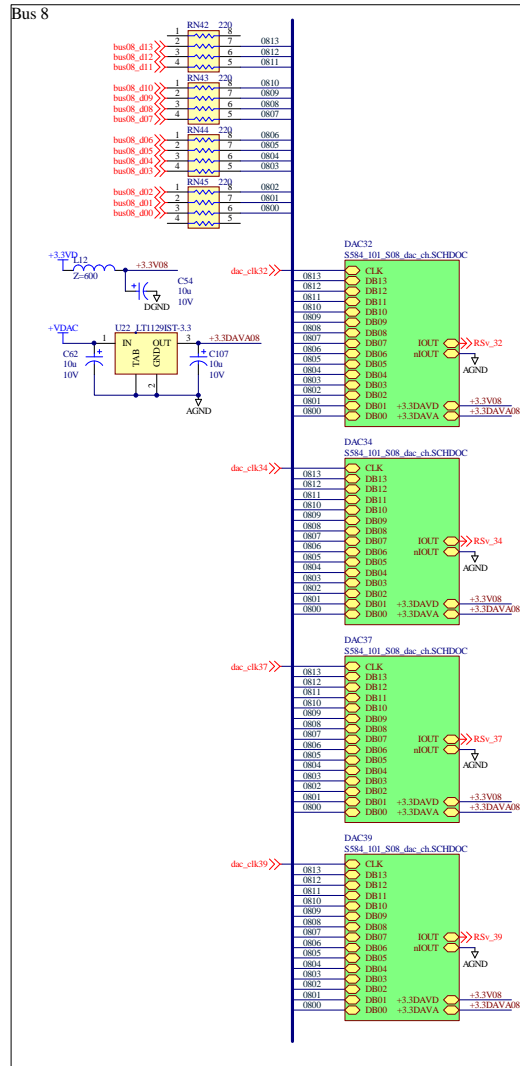 Bus 8
RN42 220
1 8
bus08_d13 2 7 0813
bus08_d12 3 6 0812
bus08_d11 4 5 0811
RN43 220
bus08_d10 1 8 0810
bus08_d09 2 7 0809
bus08_d08 3 6 0808
bus08_d07 4 5 0807
RN44 220
bus08_d06 1 8 0806
bus08_d05 2 7 0805
bus08_d04 3 6 0804
bus08_d03 4 5 0803
RN45 220
bus08_d02 1 8 0802
bus08_d01 2 7 0801
bus08_d00 3 6 0800
4 5
+3.3VD
L12
Z=600
+3.3V08
C54
10u
10V
DGND
+VDAC
U22 LT1129IST-3.3
1 IN OUT 3
TAB
GND
2
+3.3DAVA08
C62
10u
10V
C107
10u
10V
AGND
DAC32
S584_101_S08_dac_ch.SCHDOC
dac_clk32 CLK
0813 DB13
0812 DB12
0811 DB11
0810 DB10
0809 DB09
0808 DB08
0807 DB07 IOUT RSv_32
0806 DB06 nIOUT
0805 DB05 AGND
0804 DB04
0803 DB03
0802 DB02
0801 DB01 +3.3DAVD +3.3V08
0800 DB00 +3.3DAVA +3.3DAVA08
DAC34
S584_101_S08_dac_ch.SCHDOC
dac_clk34 CLK
0813 DB13
0812 DB12
0811 DB11
0810 DB10
0809 DB09
0808 DB08
0807 DB07 IOUT RSv_34
0806 DB06 nIOUT
0805 DB05 AGND
0804 DB04
0803 DB03
0802 DB02
0801 DB01 +3.3DAVD +3.3V08
0800 DB00 +3.3DAVA +3.3DAVA08
DAC37
S584_101_S08_dac_ch.SCHDOC
dac_clk37 CLK
0813 DB13
0812 DB12
0811 DB11
0810 DB10
0809 DB09
0808 DB08
0807 DB07 IOUT RSv_37
0806 DB06 nIOUT
0805 DB05 AGND
0804 DB04
0803 DB03
0802 DB02
0801 DB01 +3.3DAVD +3.3V08
0800 DB00 +3.3DAVA +3.3DAVA08
DAC39
S584_101_S08_dac_ch.SCHDOC
dac_clk39 CLK
0813 DB13
0812 DB12
0811 DB11
0810 DB10
0809 DB09
0808 DB08
0807 DB07 IOUT RSv_39
0806 DB06 nIOUT
0805 DB05 AGND
0804 DB04
0803 DB03
0802 DB02
0801 DB01 +3.3DAVD +3.3V08
0800 DB00 +3.3DAVA +3.3DAVA08